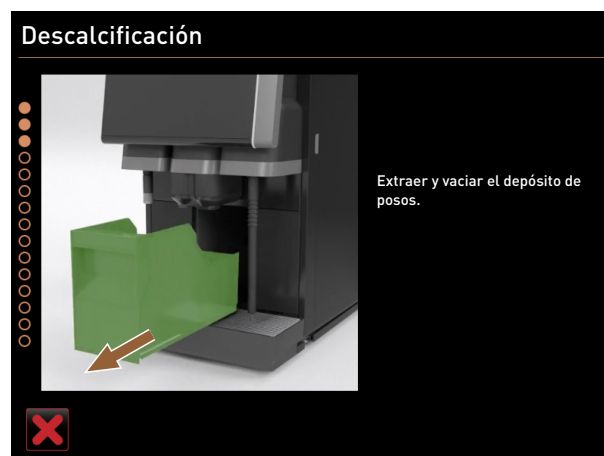 Descalcificación
Extraer y vaciar el depósito de
posos.